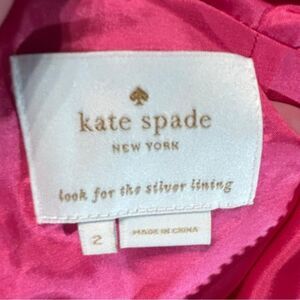 kate spade
NEW YORK
look for the silver lining
2
MADE IN CHINA